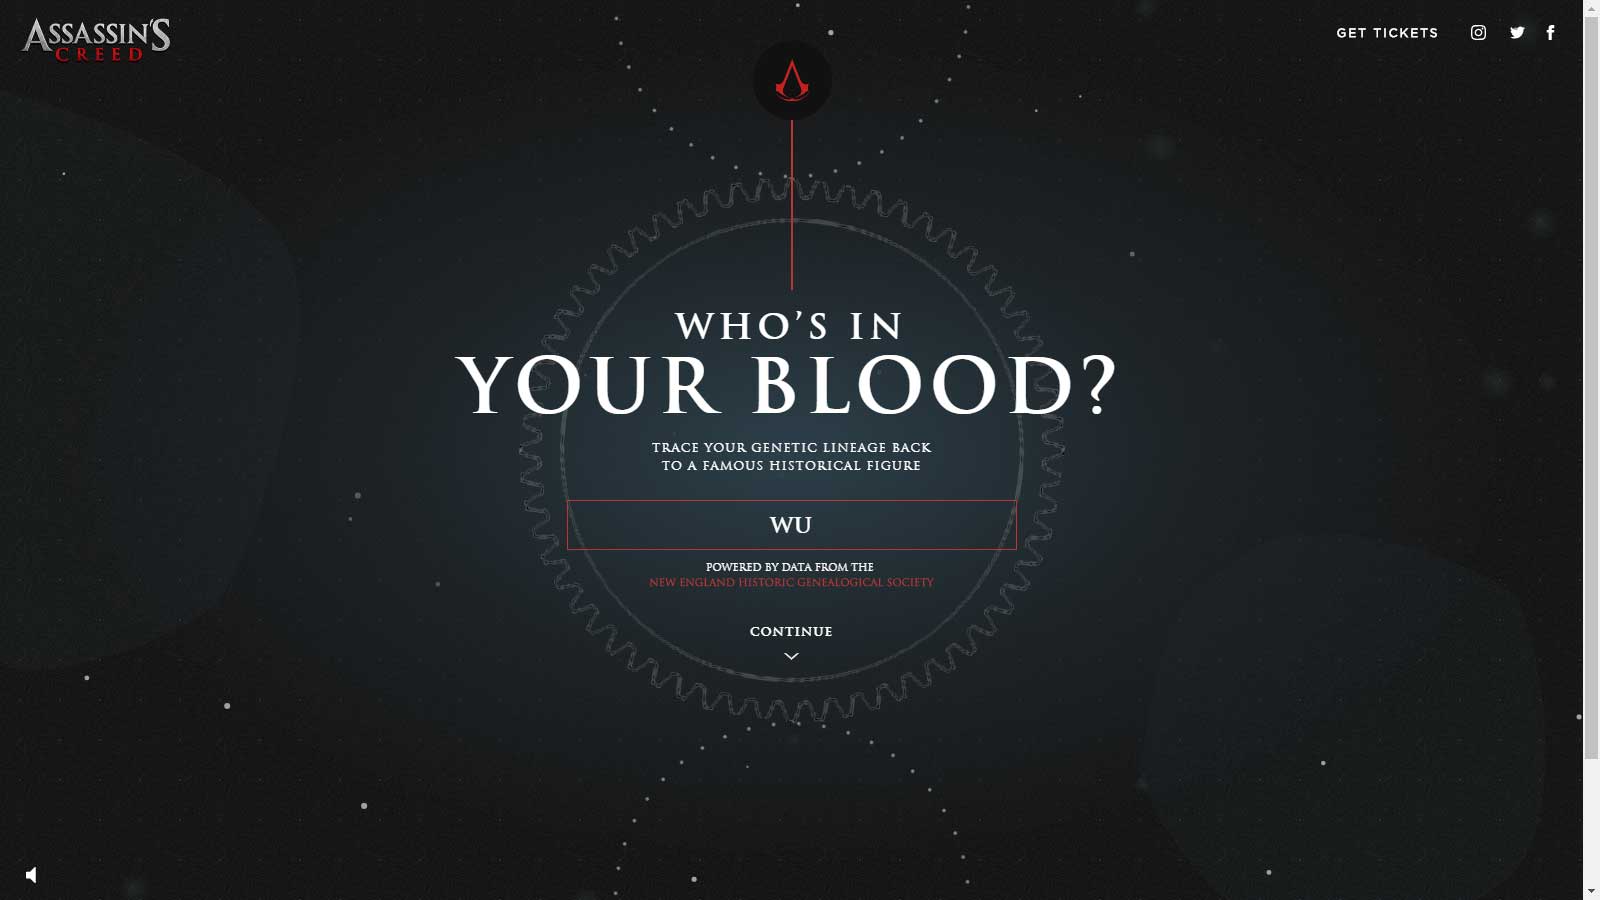 ASSASSIN'S
CREED
GET TICKETS
WHO'S IN
YOUR BLOOD?
TRACE YOUR GENETIC LINEAGE BACK
TO A FAMOUS HISTORICAL FIGURE
WU
POWERED BY DATA FROM THE
NEW ENGLAND HISTORIC GENEALOGICAL SOCIETY
CONTINUE